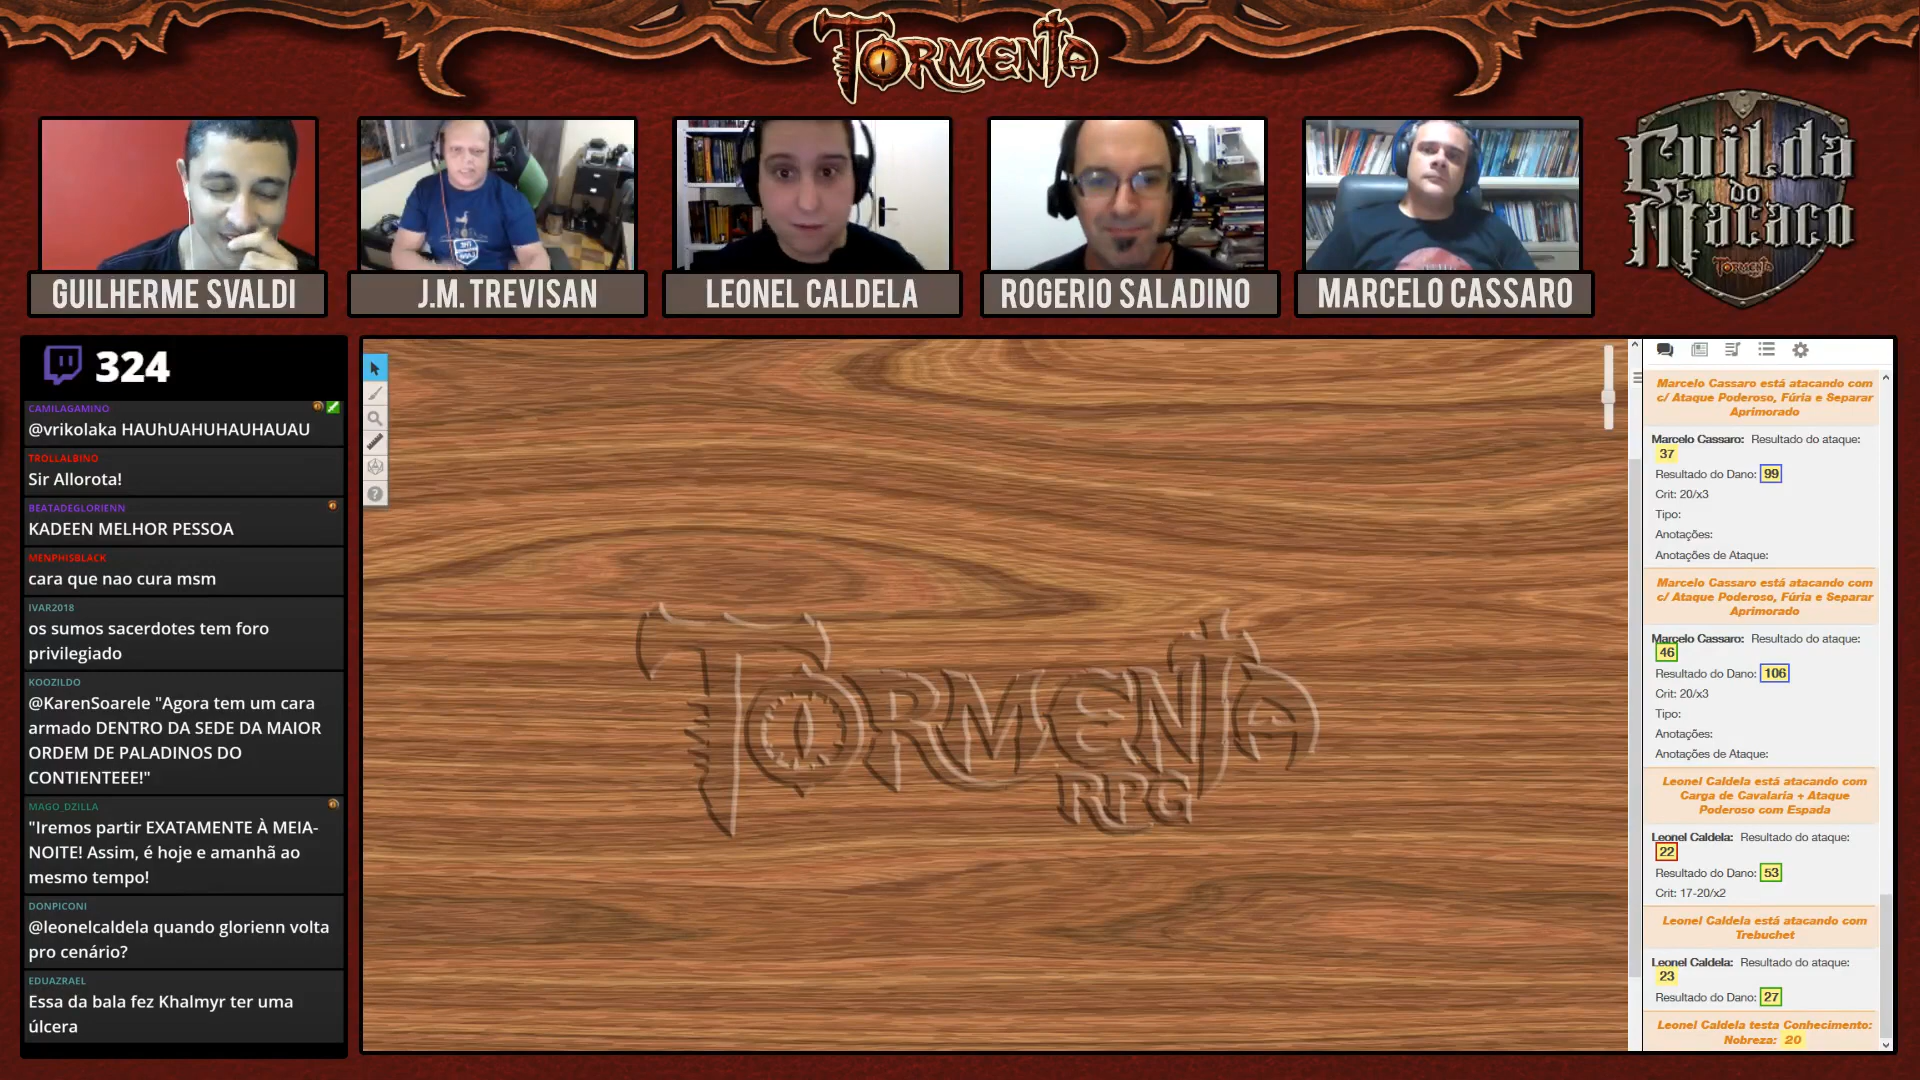 TORMENTA
Guilda
do
Macaco
TORMENTA
GUILHERME SVALDI
J.M. TREVISAN
LEONEL CALDELA
ROGERIO SALADINO
MARCELO CASSARO
324
CAMILAGAMINO
@vrikolaka HAUhUAHUHAUHAUAU
TROLLALBINO
Sir Allorota!
BEATADEGLORIENN
KADEEN MELHOR PESSOA
MENPHISBLACK
cara que nao cura msm
IVAR2018
os sumos sacerdotes tem foro
privilegiado
KOOZILDO
@KarenSoarele "Agora tem um cara
armado DENTRO DA SEDE DA MAIOR
ORDEM DE PALADINOS DO
CONTIENTEEE!"
MAGO_DZILLA
"Iremos partir EXATAMENTE À MEIA-
NOITE! Assim, é hoje e amanhã ao
mesmo tempo!
DONPICONI
@leonelcaldela quando glorienn volta
pro cenário?
EDUAZRAEL
Essa da bala fez Khalmyr ter uma
úlcera
TORMENTA
RPG
Marcelo Cassaro está atacando com
c/ Ataque Poderoso, Fúria e Separar
Aprimorado
Marcelo Cassaro: Resultado do ataque:
37
Resultado do Dano: 99
Crit: 20/x3
Tipo:
Anotações:
Anotações de Ataque:
Marcelo Cassaro está atacando com
c/ Ataque Poderoso, Fúria e Separar
Aprimorado
Marcelo Cassaro: Resultado do ataque:
46
Resultado do Dano: 106
Crit: 20/x3
Tipo:
Anotações:
Anotações de Ataque:
Leonel Caldela está atacando com
Carga de Cavalaria + Ataque
Poderoso com Espada
Leonel Caldela: Resultado do ataque:
22
Resultado do Dano: 53
Crit: 17-20/x2
Leonel Caldela está atacando com
Trebuchet
Leonel Caldela: Resultado do ataque:
23
Resultado do Dano: 27
Leonel Caldela testa Conhecimento:
Nobreza: 20